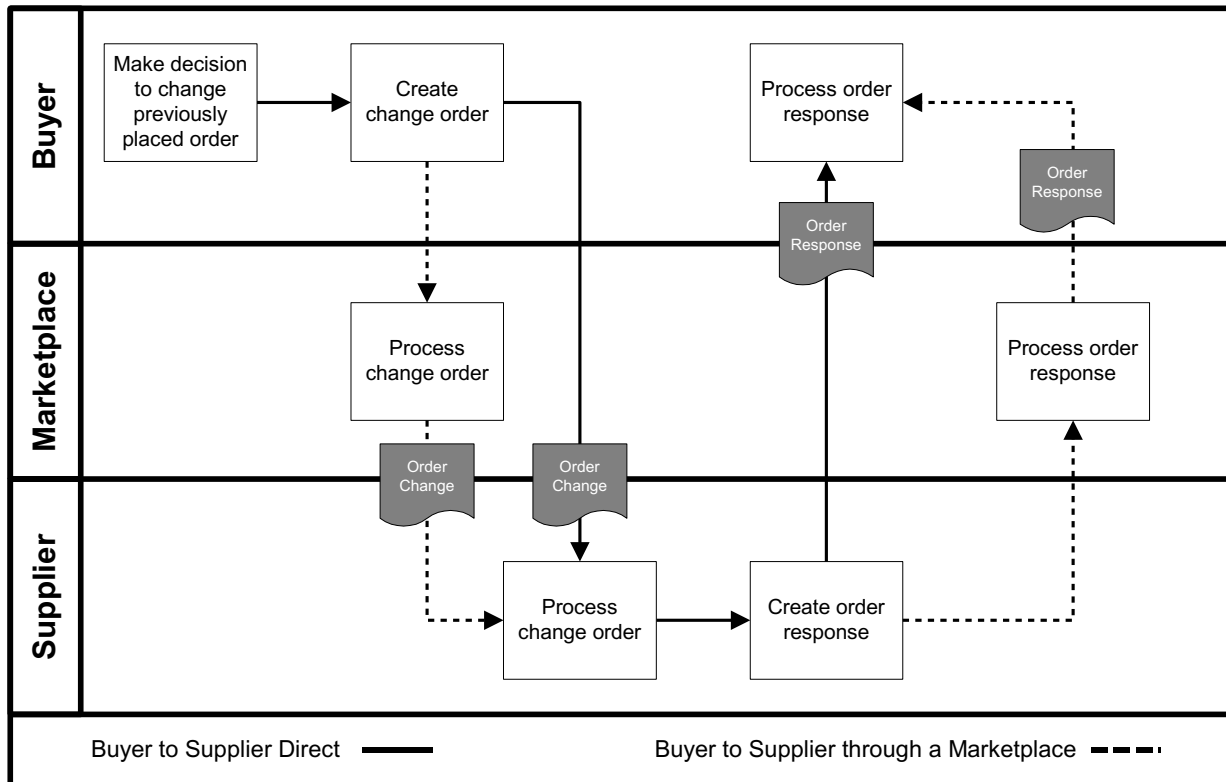 Buyer
Make decision
to change
previously
placed order
Create
change order
Process order
response
Order
Response
Order
Response
Marketplace
Process
change order
Process order
response
Order
Change
Order
Change
Supplier
Process
change order
Create order
response
Buyer to Supplier Direct
Buyer to Supplier through a Marketplace